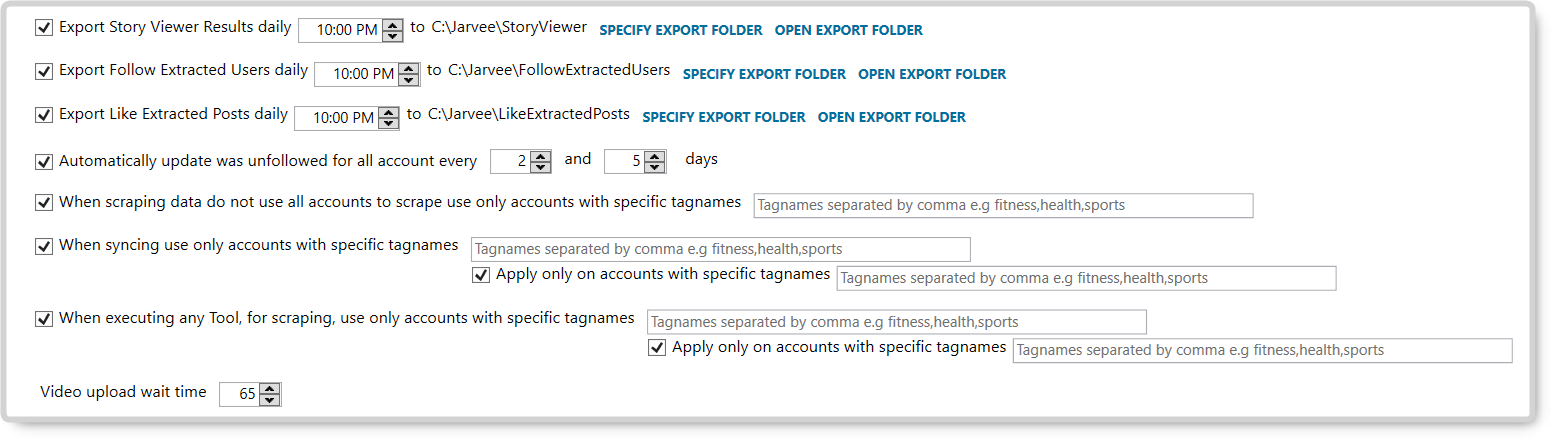 Export Story Viewer Results daily 10:00 PM to C:\Jarvee\StoryViewer SPECIFY EXPORT FOLDER OPEN EXPORT FOLDER
Export Follow Extracted Users daily 10:00 PM to C:\Jarvee\FollowExtractedUsers SPECIFY EXPORT FOLDER OPEN EXPORT FOLDER
Export Like Extracted Posts daily 10:00 PM to C:\Jarvee\LikeExtractedPosts SPECIFY EXPORT FOLDER OPEN EXPORT FOLDER
Automatically update was unfollowed for all account every 2 and 5 days
When scraping data do not use all accounts to scrape use only accounts with specific tagnames Tagnames separated by comma e.g fitness,health,sports
When syncing use only accounts with specific tagnames Tagnames separated by comma e.g fitness,health,sports
Apply only on accounts with specific tagnames Tagnames separated by comma e.g fitness,health,sports
When executing any Tool, for scraping, use only accounts with specific tagnames Tagnames separated by comma e.g fitness,health,sports
Apply only on accounts with specific tagnames Tagnames separated by comma e.g fitness,health,sports
Video upload wait time 65